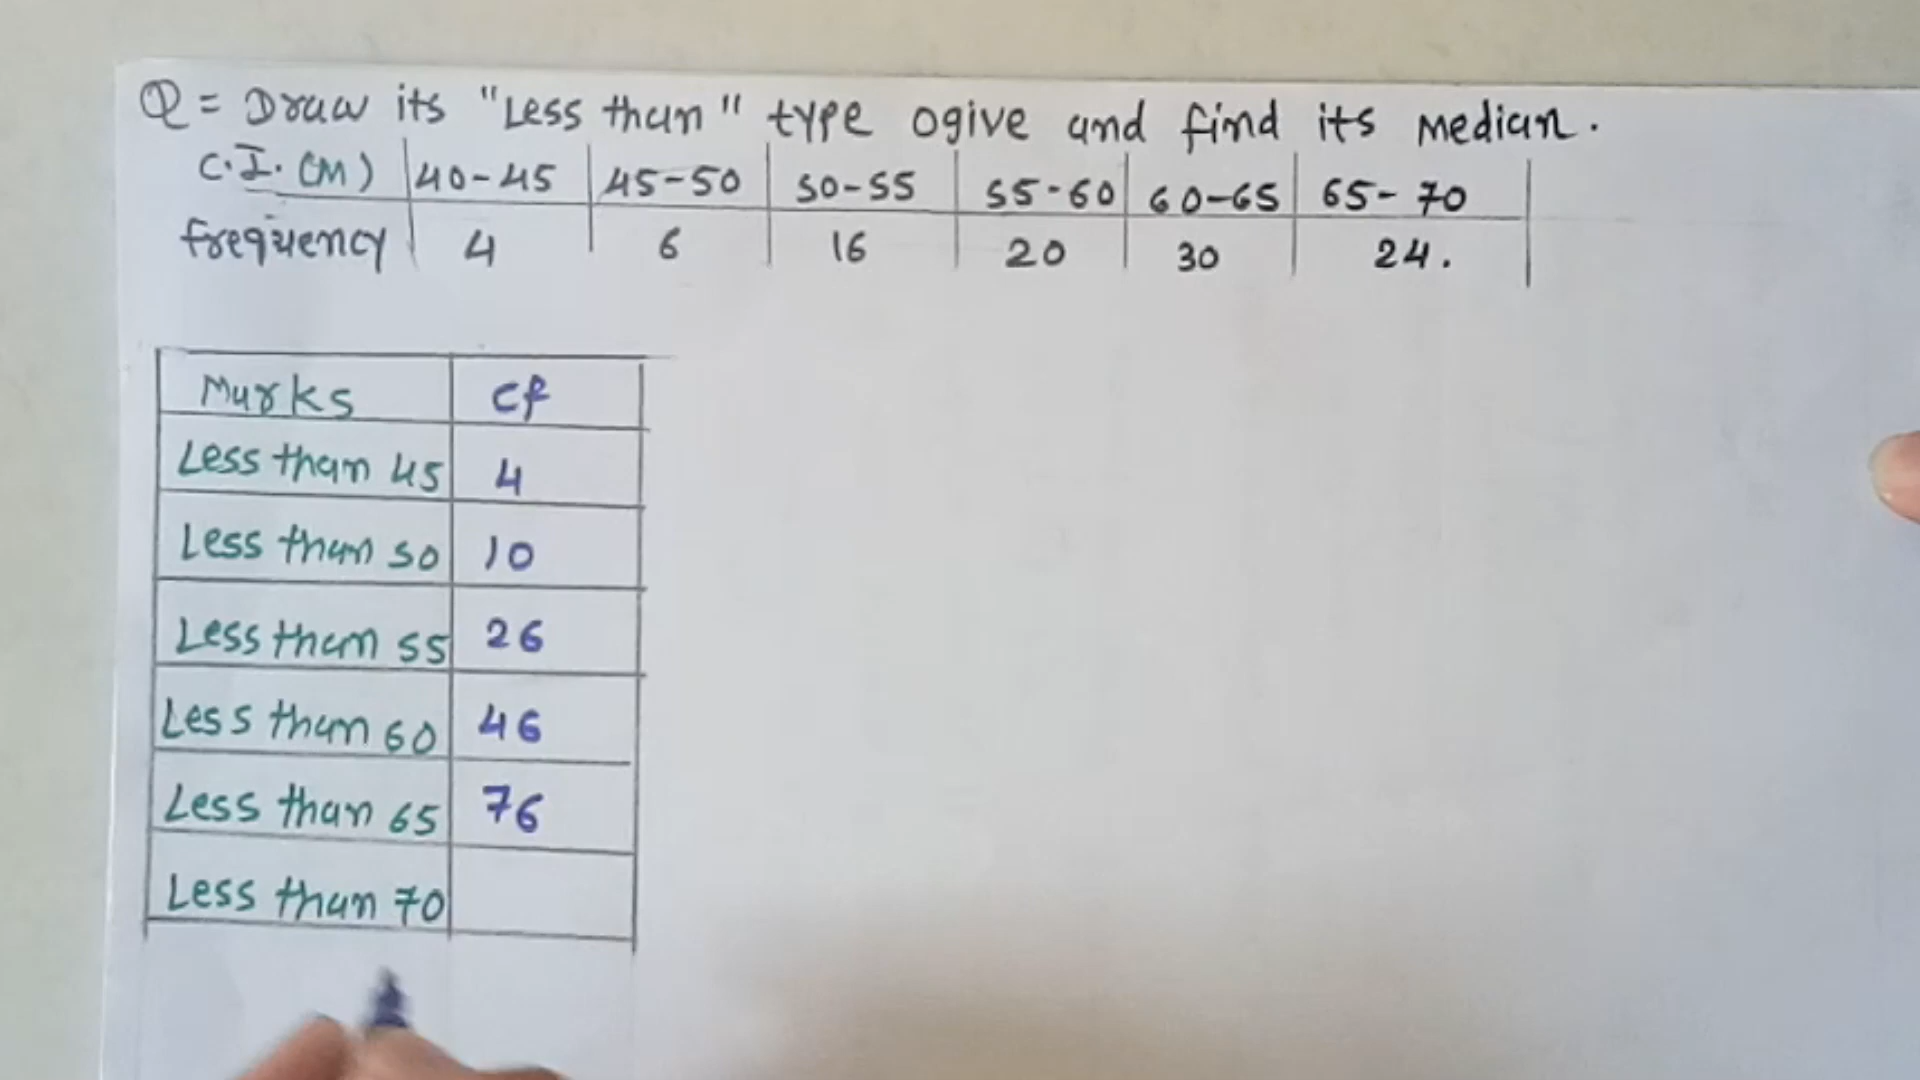 Q = Draw its "Less than" type ogive and find its median.
C.I. (M) 40-45 45-50 50-55 55-60 60-65 65-70
frequency 4 6 16 20 30 24.
Marks cf
Less than 45 4
Less than 50 10
Less than 55 26
Less than 60 46
Less than 65 76
Less than 70